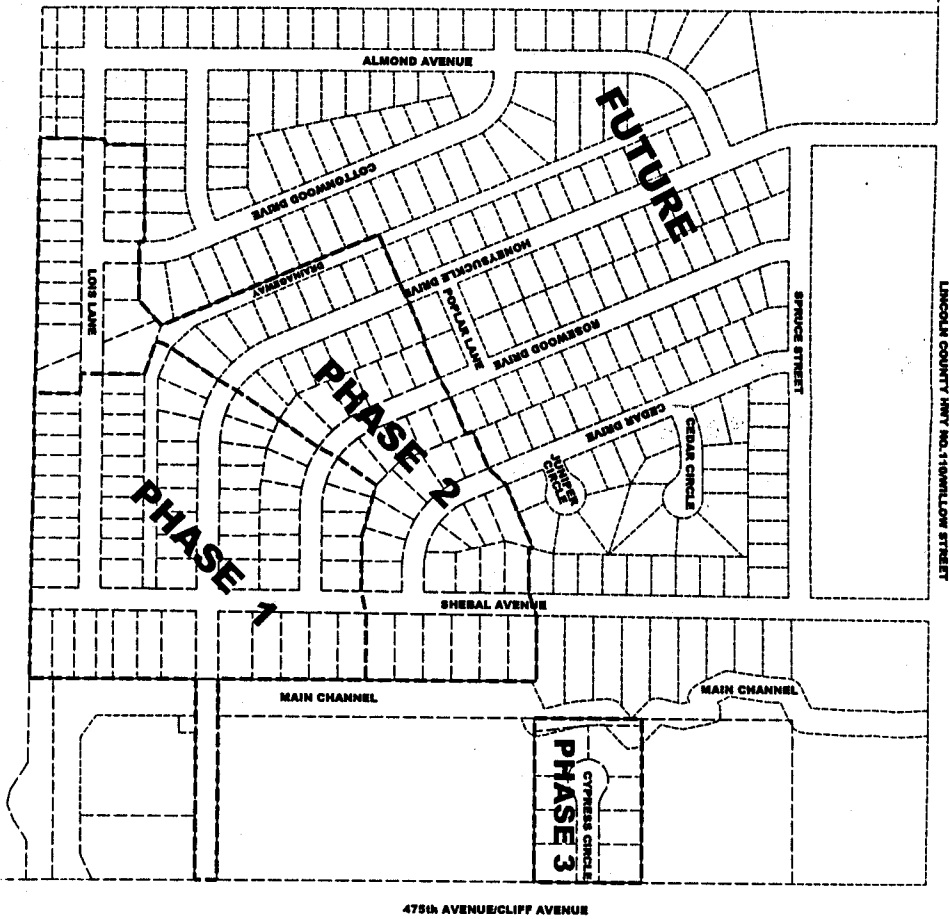 ALMOND AVENUE
FUTURE
COTTONWOOD DRIVE
DRAINAGEWAY
HONEYSUCKLE DRIVE
LOIS LANE
POPLAR LANE
ROSEWOOD DRIVE
SPRUCE STREET
LINCOLN COUNTY HWY NO.110/WILLOW STREET
PHASE 2
CEDAR DRIVE
CEDAR CIRCLE
JUNIPER
CIRCLE
PHASE 1
SHEBAL AVENUE
MAIN CHANNEL
MAIN CHANNEL
PHASE 3
CYPRESS CIRCLE
475th AVENUE/CLIFF AVENUE